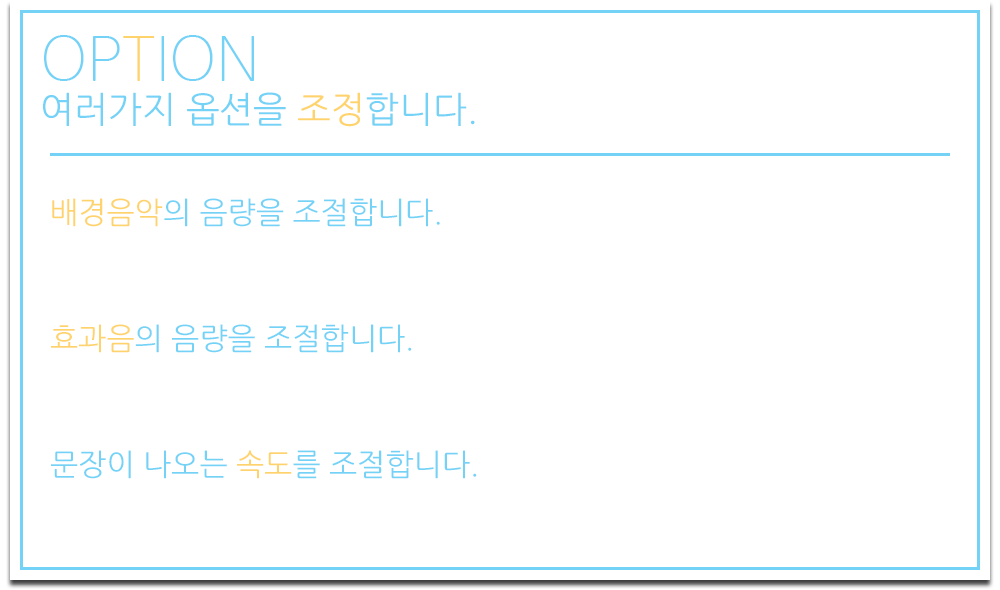 OPTION
여러가지 옵션을 조정합니다.
배경음악의 음량을 조절합니다.
효과음의 음량을 조절합니다.
문장이 나오는 속도를 조절합니다.